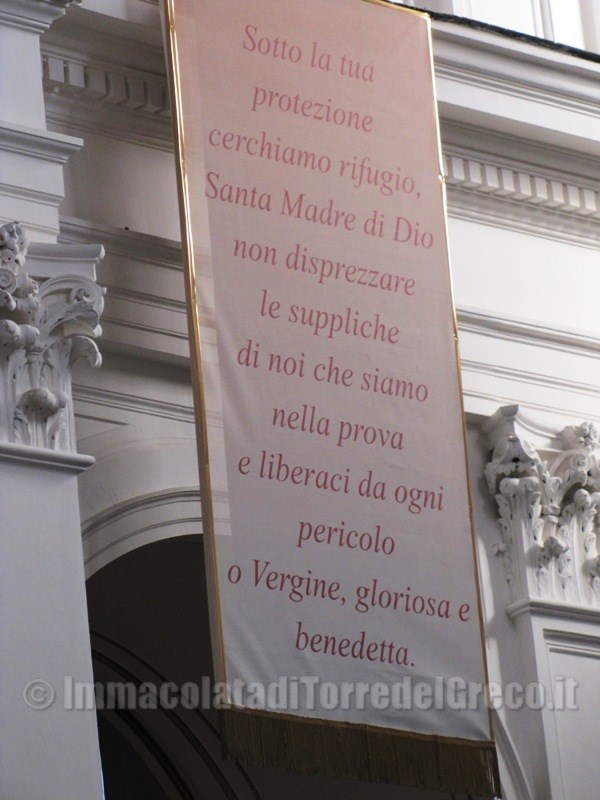 Sotto la tua
protezione
cerchiamo rifugio,
Santa Madre di Dio
non disprezzare
le suppliche
di noi che siamo
nella prova
e liberaci da ogni
pericolo
o Vergine, gloriosa e
benedetta.
© ImmacolatadiTorredelGreco.it